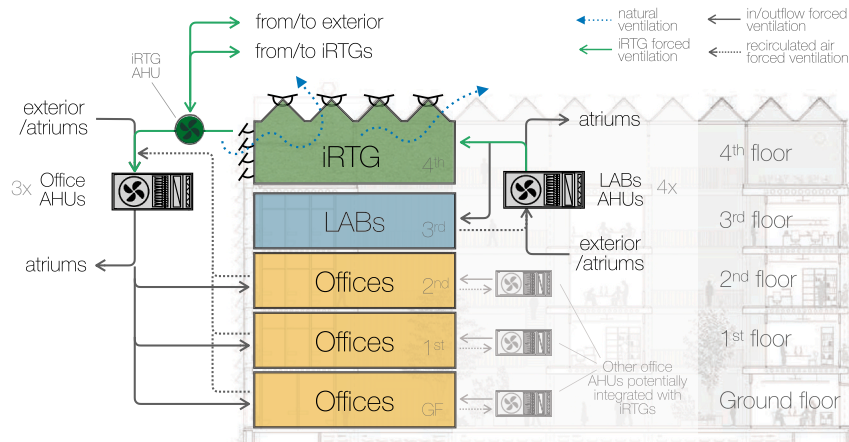 from/to exterior
from/to iRTGs
iRTG
AHU
natural
ventilation
in/outflow forced
ventilation
iRTG forced
ventilation
recirculated air
forced ventilation
exterior
/atriums
3x Office
AHUs
atriums
iRTG
4th
LABs
3rd
Offices
2nd
Offices
1st
Offices
GF
atriums
LABs
AHUs
4x
exterior
/atriums
Other office
AHUs potentially
integrated with
iRTGs
4th floor
3rd floor
2nd floor
1st floor
Ground floor